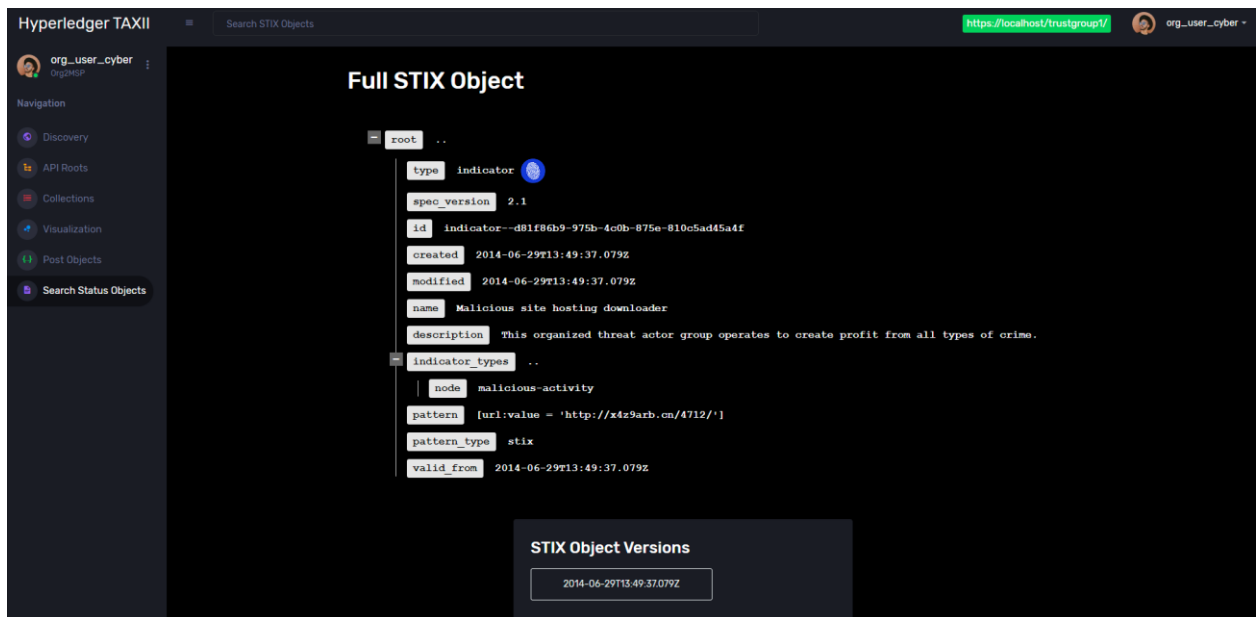 Hyperledger TAXII
Search STIX Objects
https://localhost/trustgroup1/
org_user_cyber
org_user_cyber
Org2MSP
Navigation
Discovery
API Roots
Collections
Visualization
Post Objects
Search Status Objects
Full STIX Object
root ..
type indicator
spec_version 2.1
id indicator--d81f86b9-975b-4c0b-875e-810c5ad45a4f
created 2014-06-29T13:49:37.079Z
modified 2014-06-29T13:49:37.079Z
name Malicious site hosting downloader
description This organized threat actor group operates to create profit from all types of crime.
indicator_types ..
node malicious-activity
pattern [url:value = 'http://x4z9arb.cn/4712/']
pattern_type stix
valid_from 2014-06-29T13:49:37.079Z
STIX Object Versions
2014-06-29T13:49:37.079Z